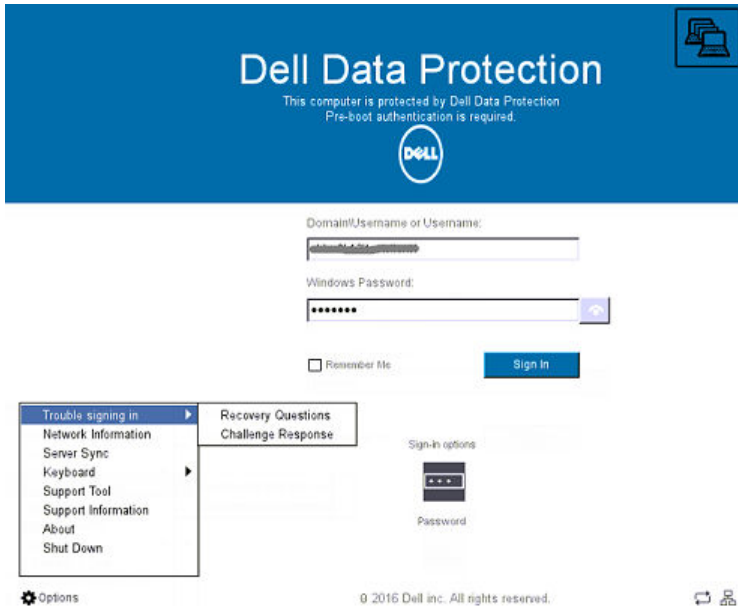 Dell Data Protection
This computer is protected by Dell Data Protection
Pre-boot authentication is required.
DELL
Domain\Username or Username:
Windows Password:
•••••••
Remember Me
Sign In
Trouble signing in
Recovery Questions
Network Information
Challenge Response
Server Sync
Keyboard
Support Tool
Support Information
About
Shut Down
Sign-in options
Password
Options
© 2016 Dell inc. All rights reserved.